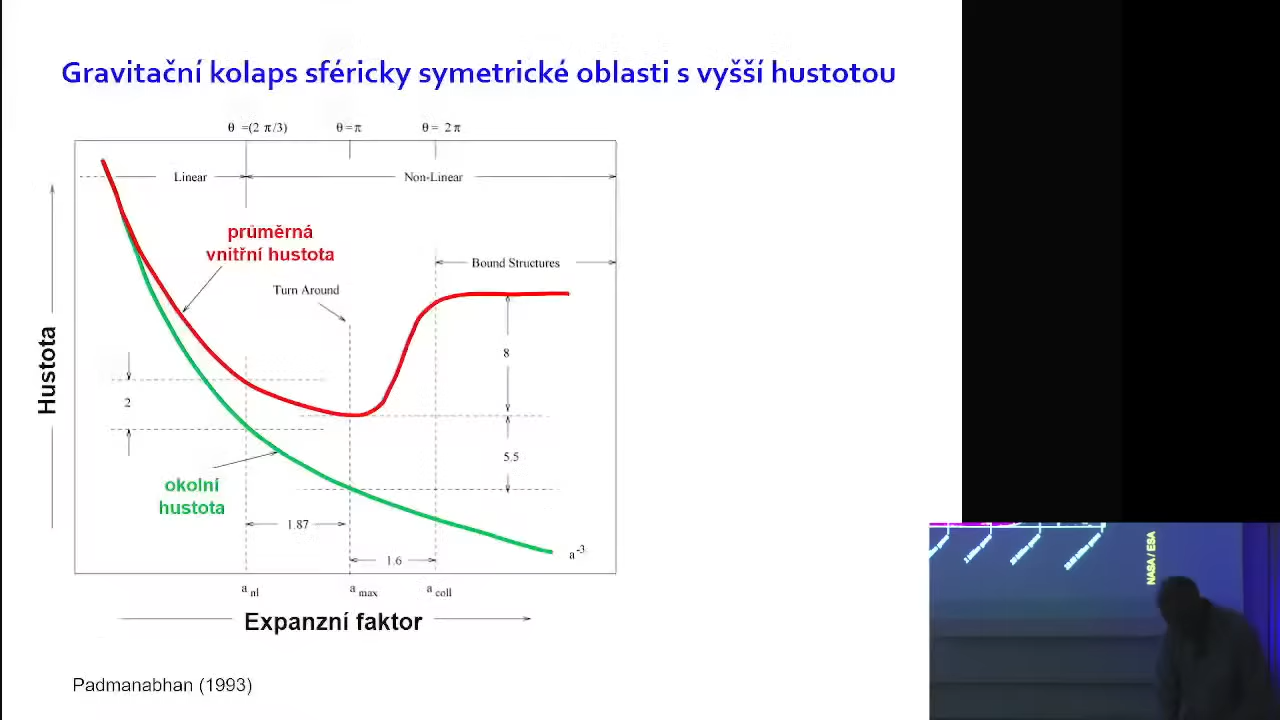 Gravitační kolaps sféricky symetrické oblasti s vyšší hustotou
θ =(2 π/3)
θ=π
θ= 2π
Linear
Non-Linear
průměrná
vnitřní hustota
Bound Structures
Turn Around
8
Hustota
2
5.5
okolní
hustota
1.87
1.6
a-3
a nl
a max
a coll
Expanzní faktor
Padmanabhan (1993)
NASA / ESA